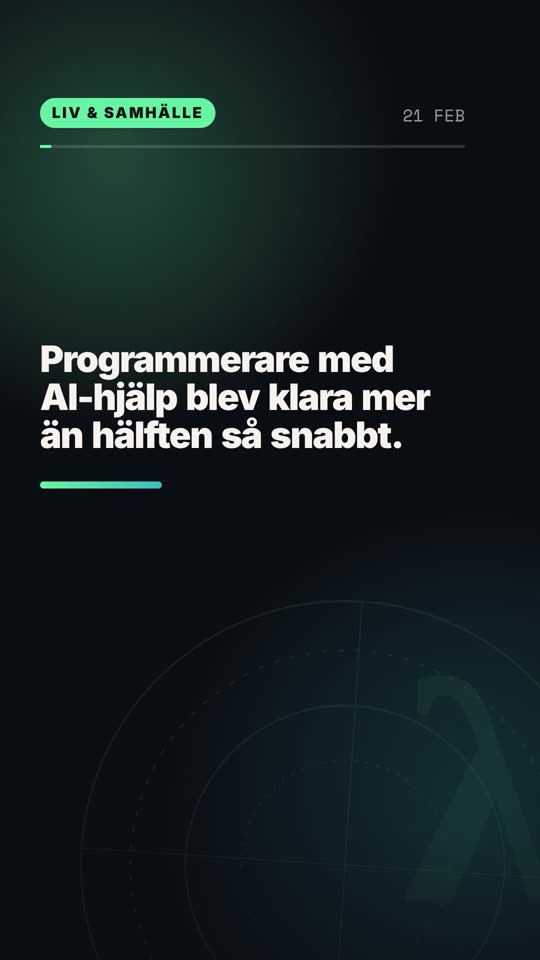 LIV & SAMHÄLLE
21 FEB
Programmerare med
AI-hjälp blev klara mer
än hälften så snabbt.
λ